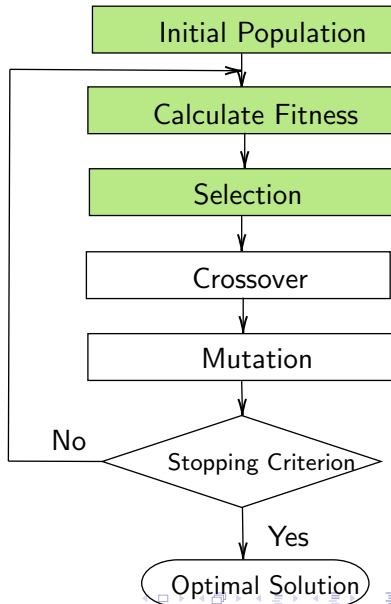 Initial Population
Calculate Fitness
Selection
Crossover
Mutation
No
Stopping Criterion
Yes
Optimal Solution